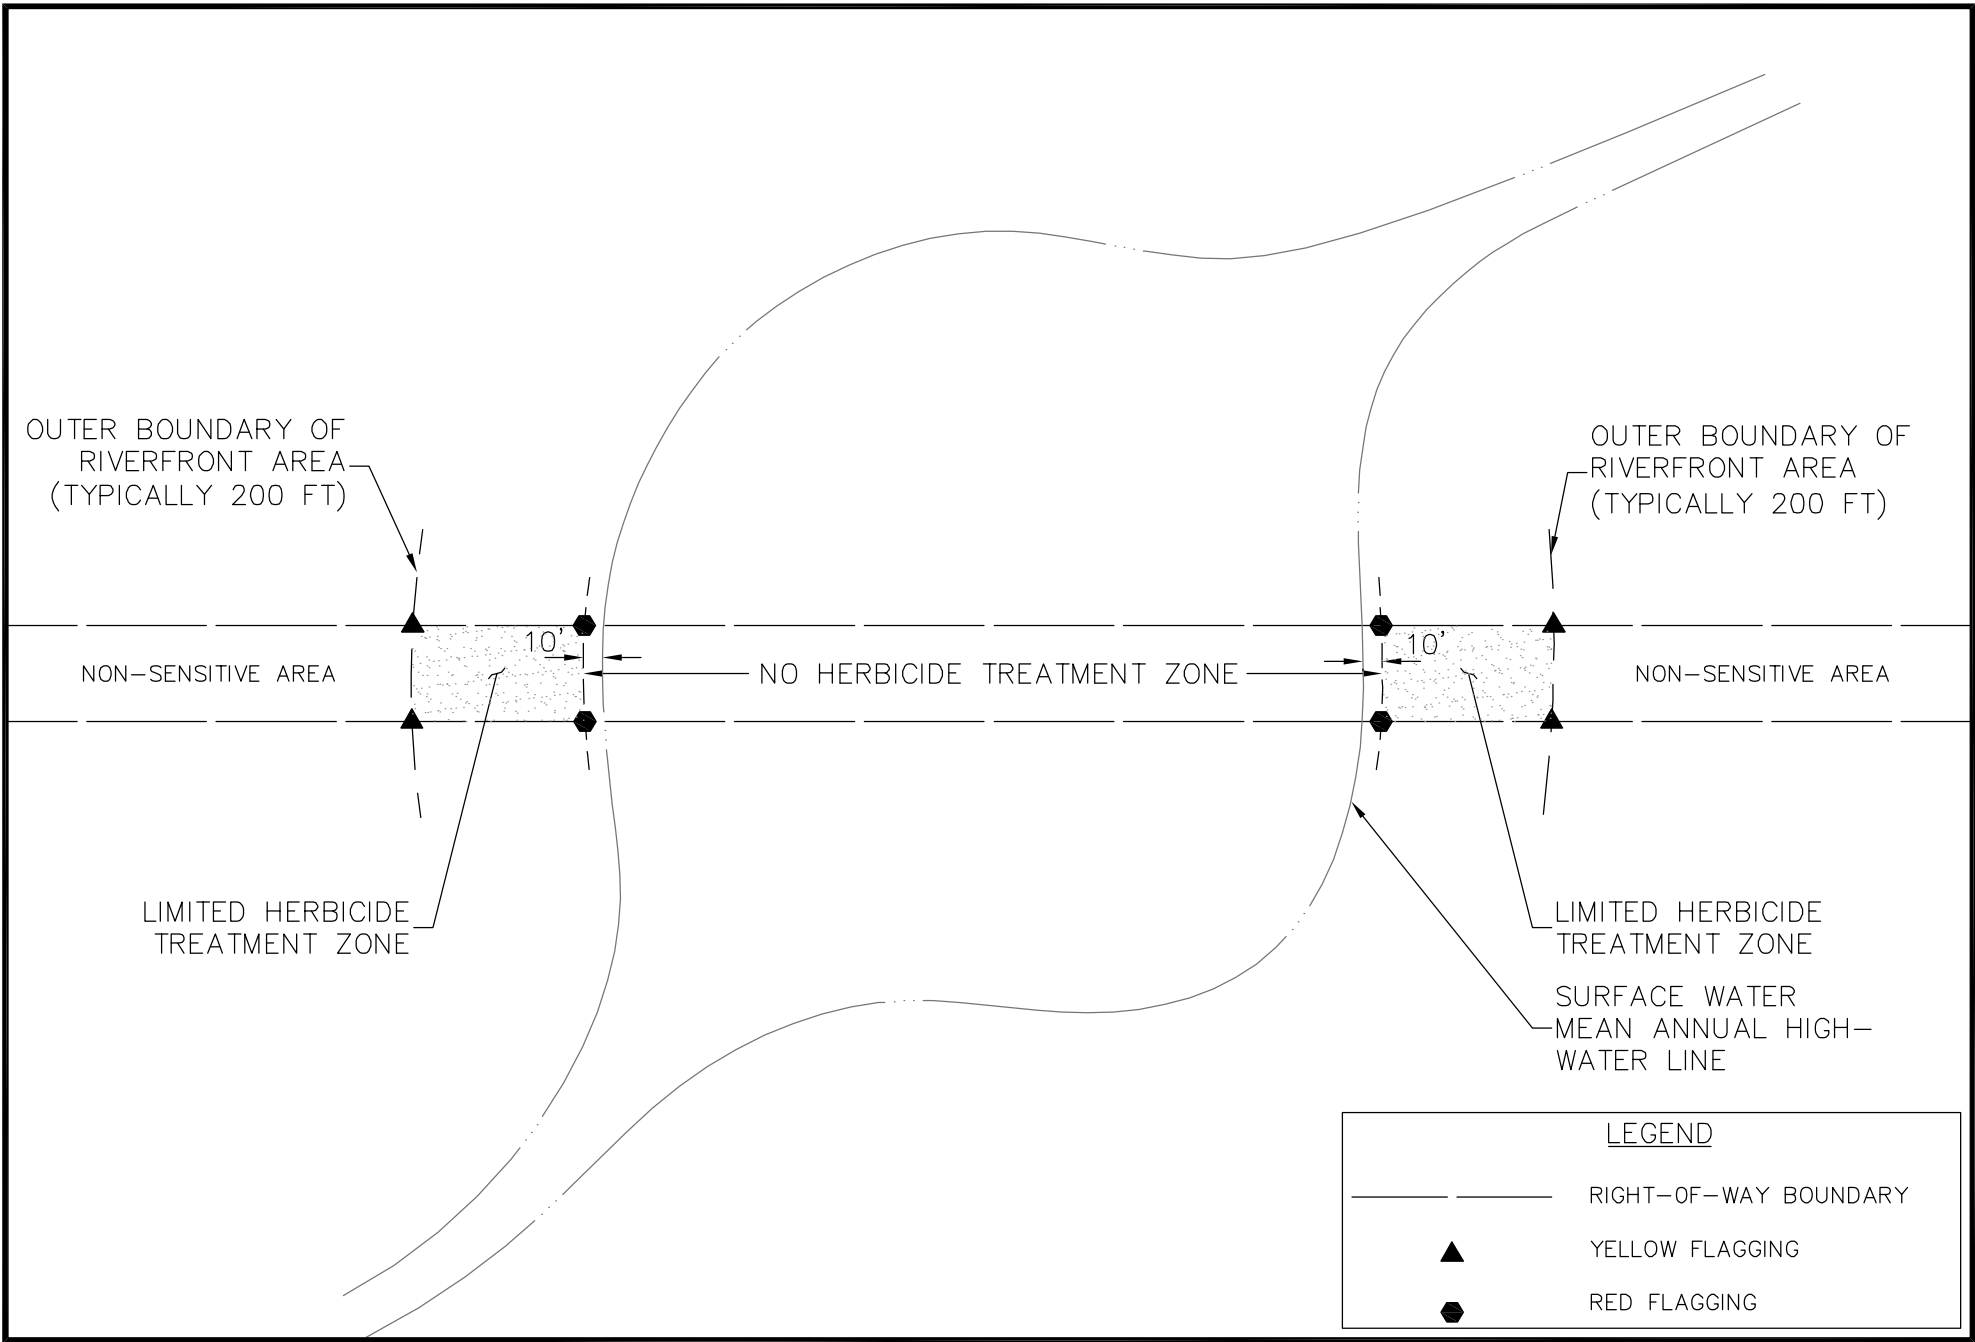 OUTER BOUNDARY OF
RIVERFRONT AREA
(TYPICALLY 200 FT)
OUTER BOUNDARY OF
RIVERFRONT AREA
(TYPICALLY 200 FT)
10'
10'
NON-SENSITIVE AREA
NO HERBICIDE TREATMENT ZONE
NON-SENSITIVE AREA
LIMITED HERBICIDE
TREATMENT ZONE
LIMITED HERBICIDE
TREATMENT ZONE
SURFACE WATER
MEAN ANNUAL HIGH-
WATER LINE
LEGEND
RIGHT-OF-WAY BOUNDARY
YELLOW FLAGGING
RED FLAGGING